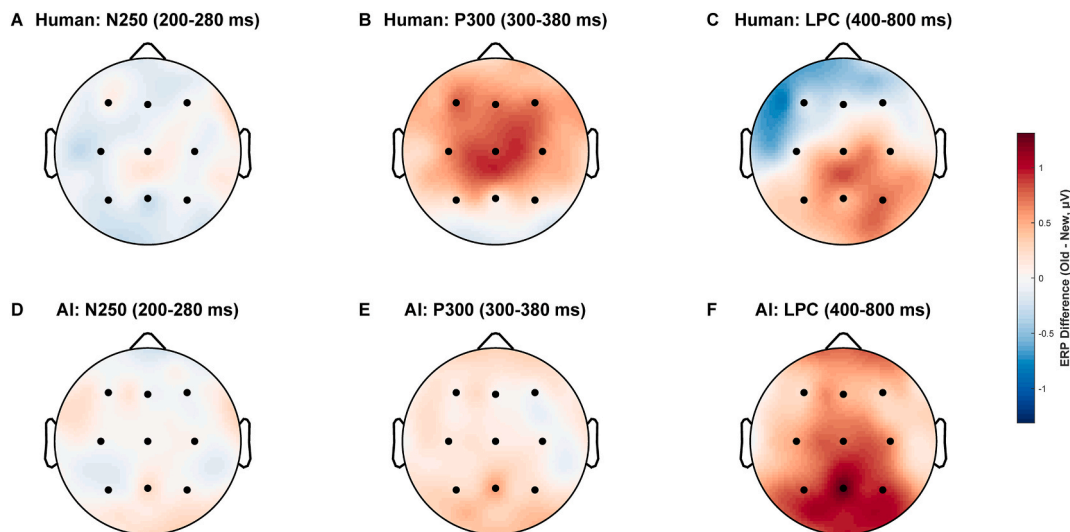 A Human: N250 (200-280 ms)
B Human: P300 (300-380 ms)
C Human: LPC (400-800 ms)
D AI: N250 (200-280 ms)
E AI: P300 (300-380 ms)
F AI: LPC (400-800 ms)
1
0.5
0
-0.5
-1
ERP Difference (Old - New, µV)